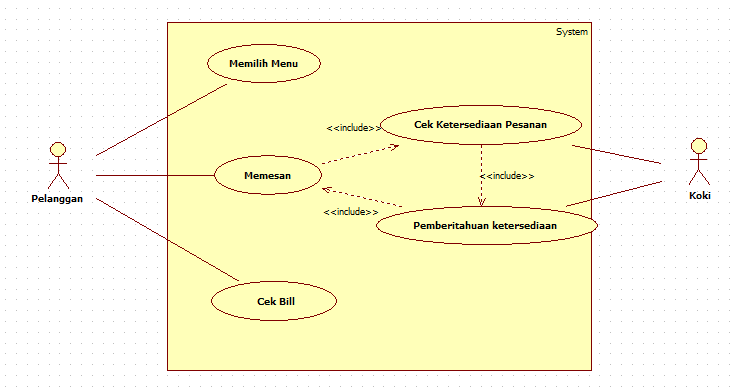 System
Memilih Menu
<<include>>
Cek Ketersediaan Pesanan
Memesan
<<include>>
Pelanggan
Koki
<<include>>
Pemberitahuan ketersediaan
Cek Bill